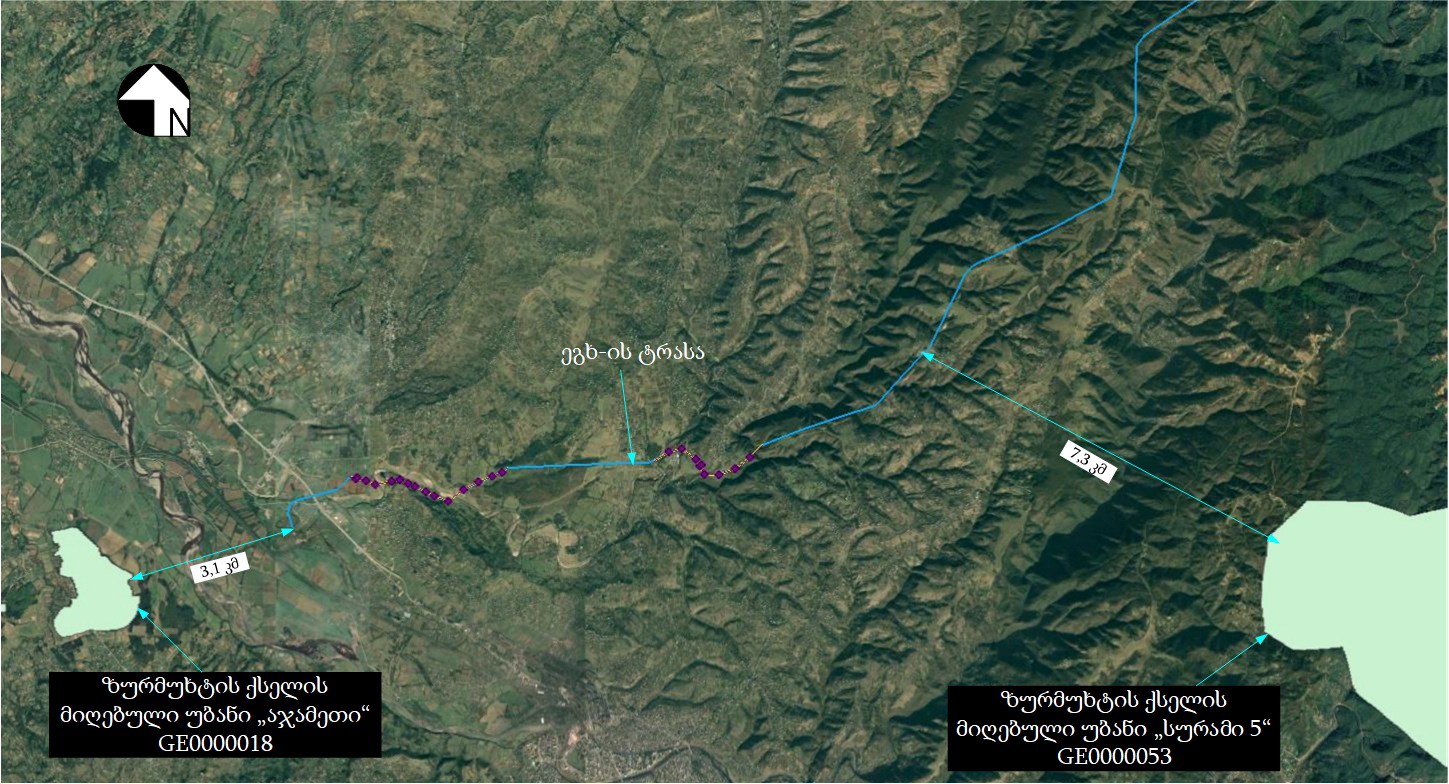 N
ეგხ-ის ტრასა
7,3 კმ
3,1 კმ
ზურმუხტის ქსელის
მიღებული უბანი „აჯამეთი“
GE0000018
ზურმუხტის ქსელის
მიღებული უბანი „სურამი 5“
GE0000053